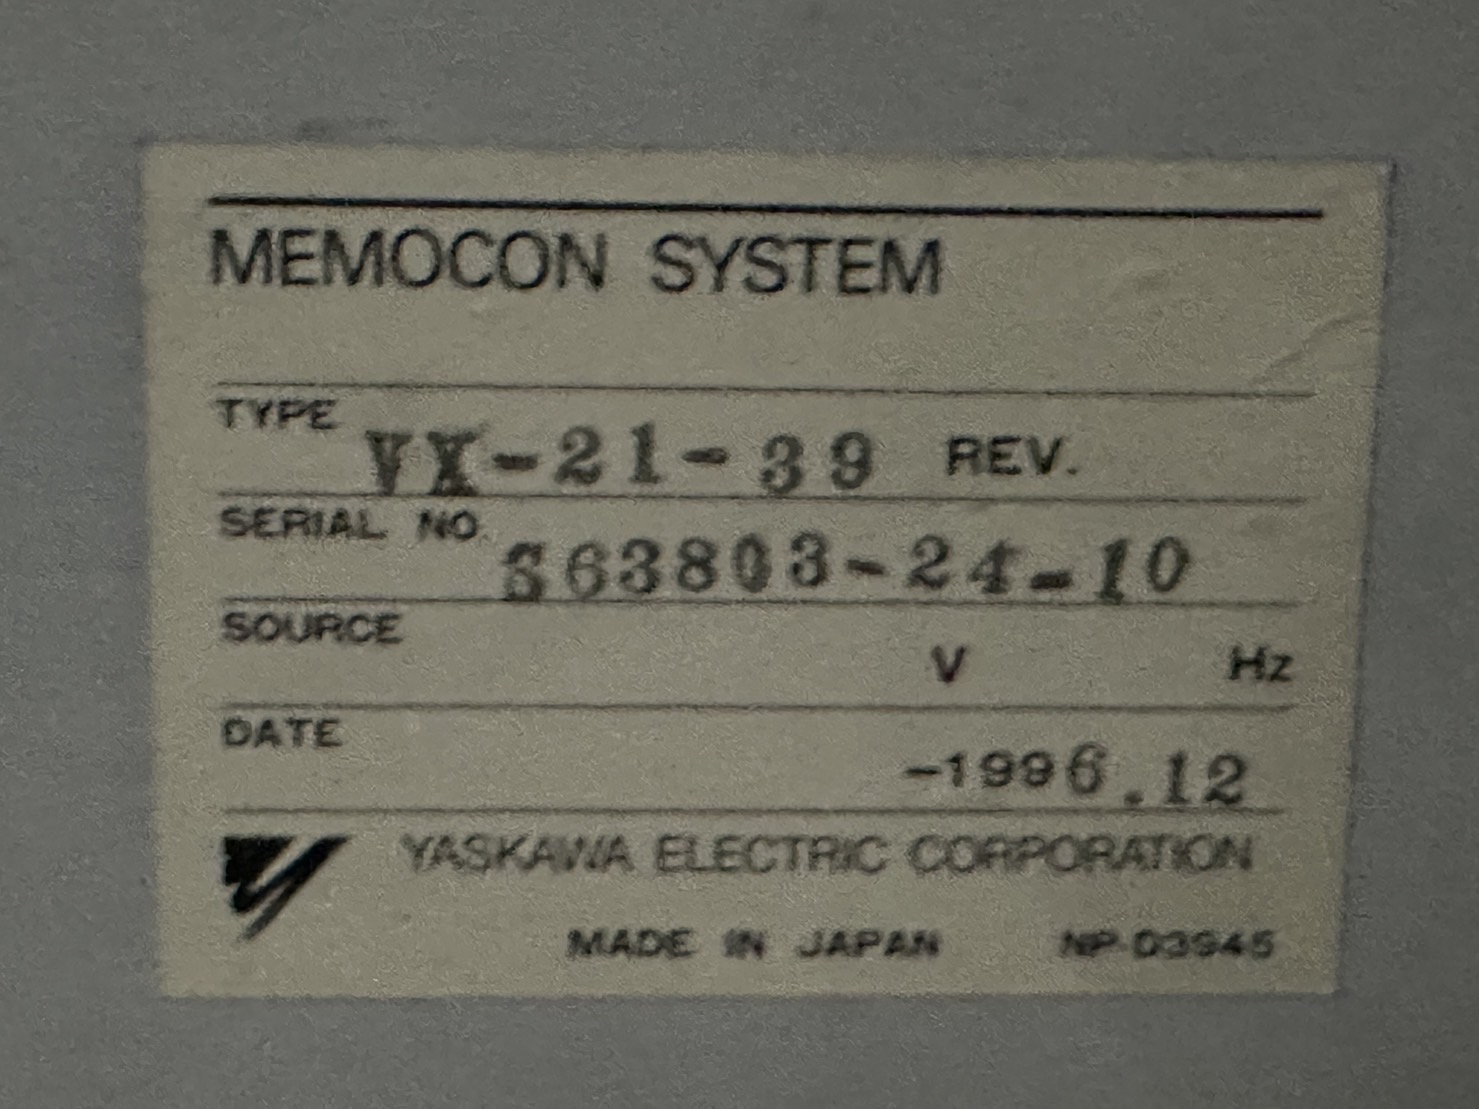 MEMOCON SYSTEM
TYPE VX-21-39 REV.
SERIAL NO. S63803-24-10
SOURCE V Hz
DATE -1996.12
YASKAWA ELECTRIC CORPORATION
MADE IN JAPAN NP-D3945